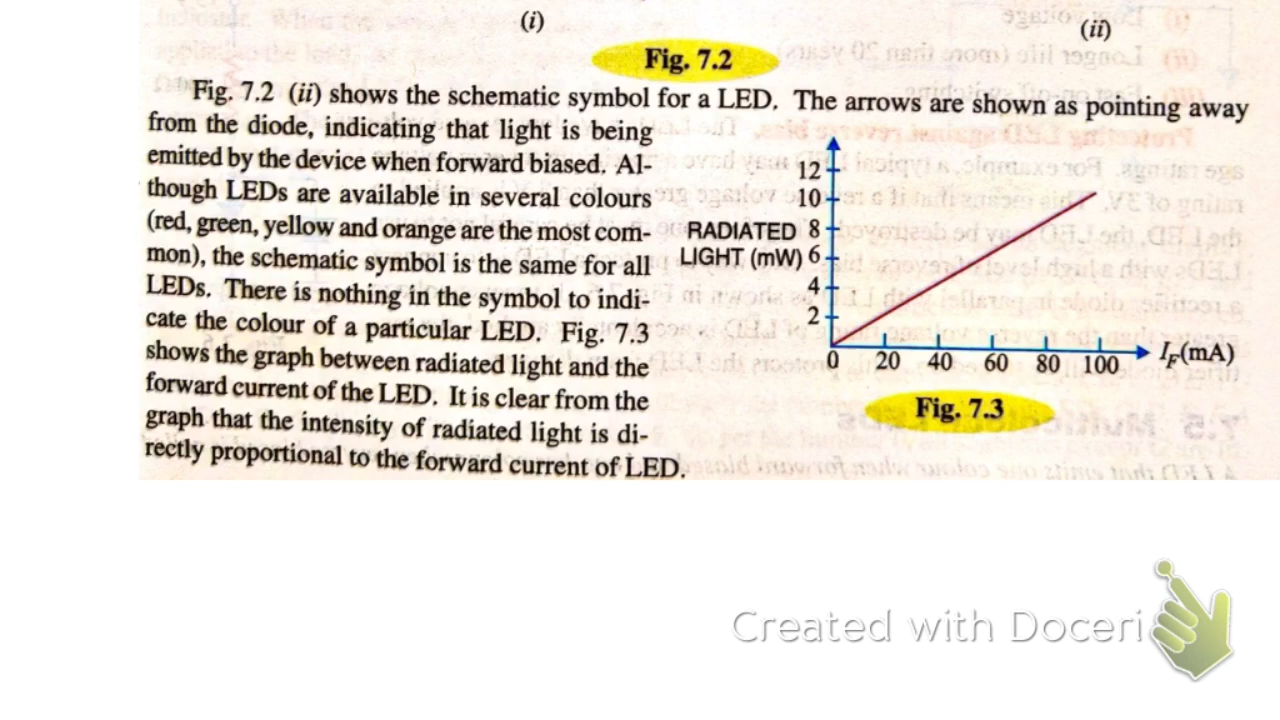 (i)
(ii)
Fig. 7.2
Fig. 7.2 (ii) shows the schematic symbol for a LED. The arrows are shown as pointing away
from the diode, indicating that light is being
emitted by the device when forward biased. Al-
though LEDs are available in several colours
(red, green, yellow and orange are the most com-
mon), the schematic symbol is the same for all
LEDs. There is nothing in the symbol to indi-
cate the colour of a particular LED. Fig. 7.3
shows the graph between radiated light and the
forward current of the LED. It is clear from the
graph that the intensity of radiated light is di-
rectly proportional to the forward current of LED.
12
10
RADIATED 8
LIGHT (mW) 6
4
2
0 20 40 60 80 100 IF(mA)
Fig. 7.3
Created with Doceri